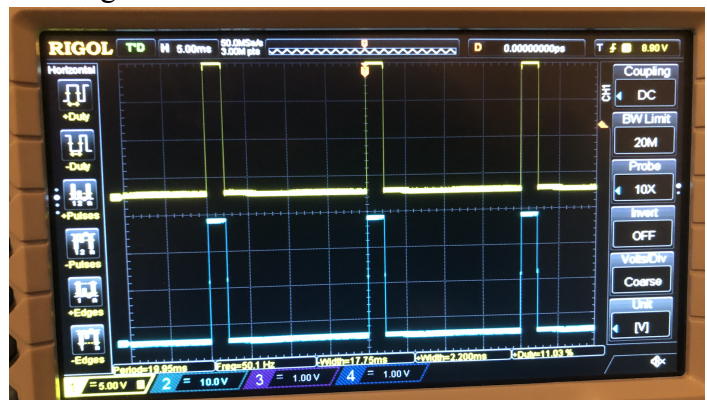 RIGOL T'D H 5.00ms 50.0MSa/s 3.00M pts D 0.00000000ps T 8.90 V
Horizontal
+Duty
-Duty
+Pulses
-Pulses
+Edges
-Edges
CH1
Coupling
DC
BW Limit
20M
Probe
10X
Invert
OFF
Volts/Div
Coarse
Unit
[V]
Period=19.95ms Freq=50.1 Hz -Width=17.75ms +Width=2.200ms +Duty=11.03 %
1 = 5.00 V B 2 = 10.0 V 3 = 1.00 V 4 = 1.00 V